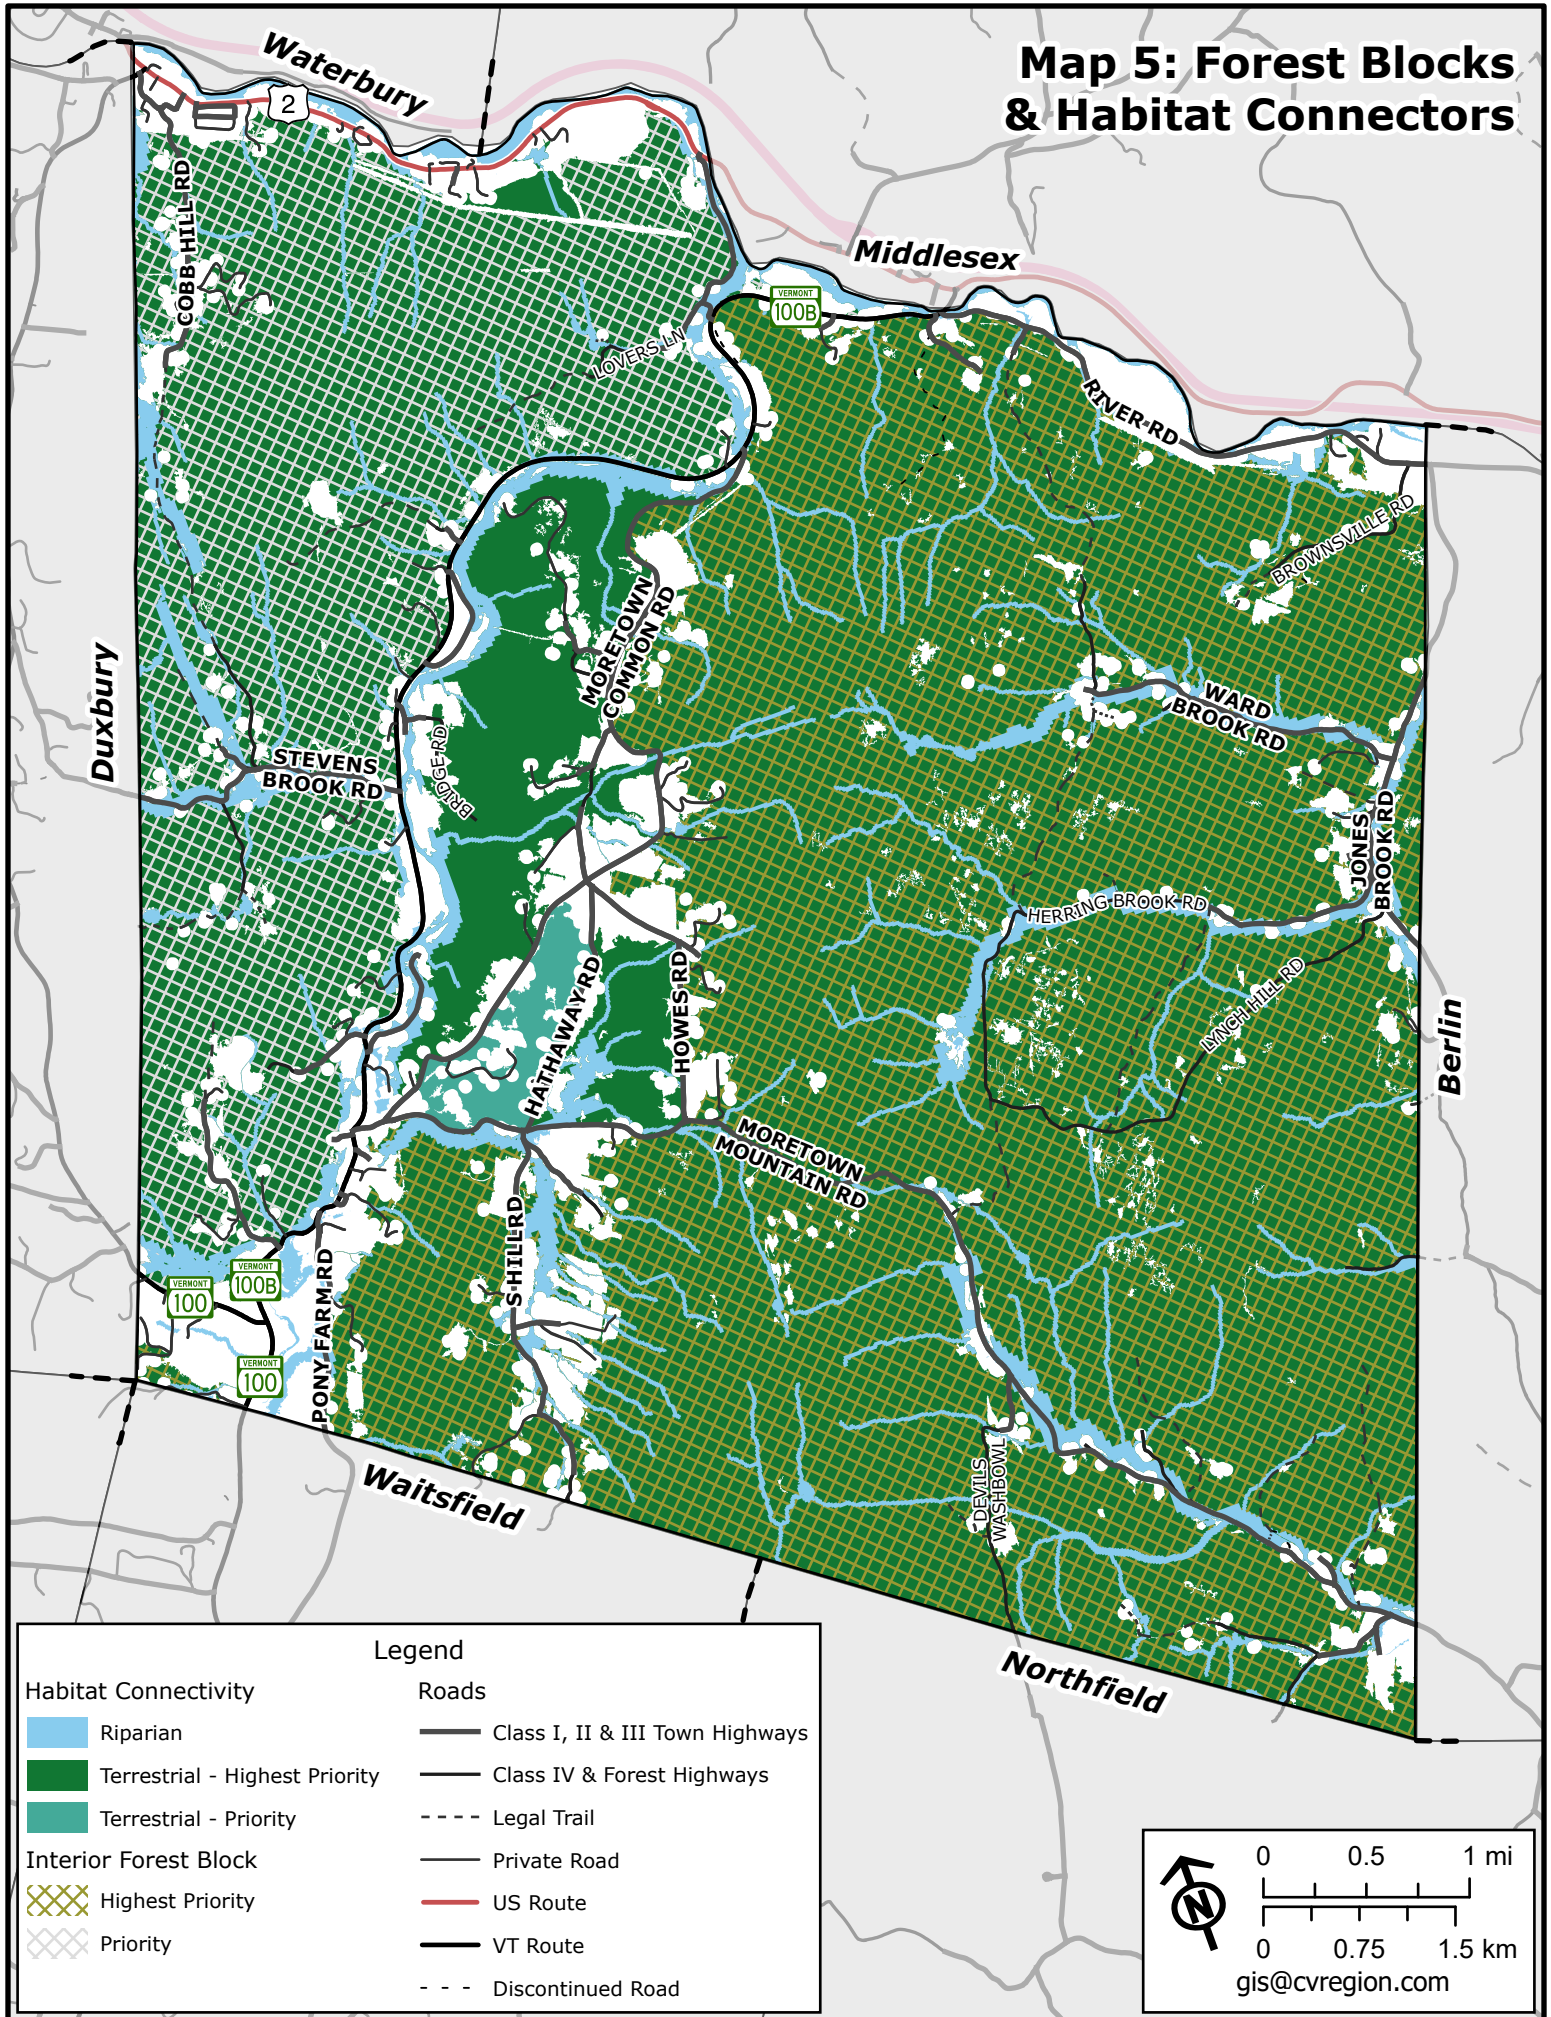 Map 5: Forest Blocks
& Habitat Connectors
Waterbury
2
COBB HILL RD
Middlesex
VERMONT
100B
LOVERS LN
RIVER RD
BROWNSVILLE RD
MORETOWN
COMMON RD
Duxbury
WARD
BROOK RD
STEVENS
BROOK RD
BRIDGE RD
JONES
BROOK RD
HERRING BROOK RD
HATHAWAY RD
HOWES RD
LYNCH HILL RD
Berlin
MORETOWN
MOUNTAIN RD
S HILL RD
PONY FARM RD
VERMONT
100B
VERMONT
100
VERMONT
100
DEVILS
WASHBOWL
Waitsfield
Northfield
Legend
Habitat Connectivity
Riparian
Terrestrial - Highest Priority
Terrestrial - Priority
Interior Forest Block
Highest Priority
Priority
Roads
Class I, II & III Town Highways
Class IV & Forest Highways
Legal Trail
Private Road
US Route
VT Route
Discontinued Road
N
0 0.5 1 mi
0 0.75 1.5 km
gis@cvregion.com